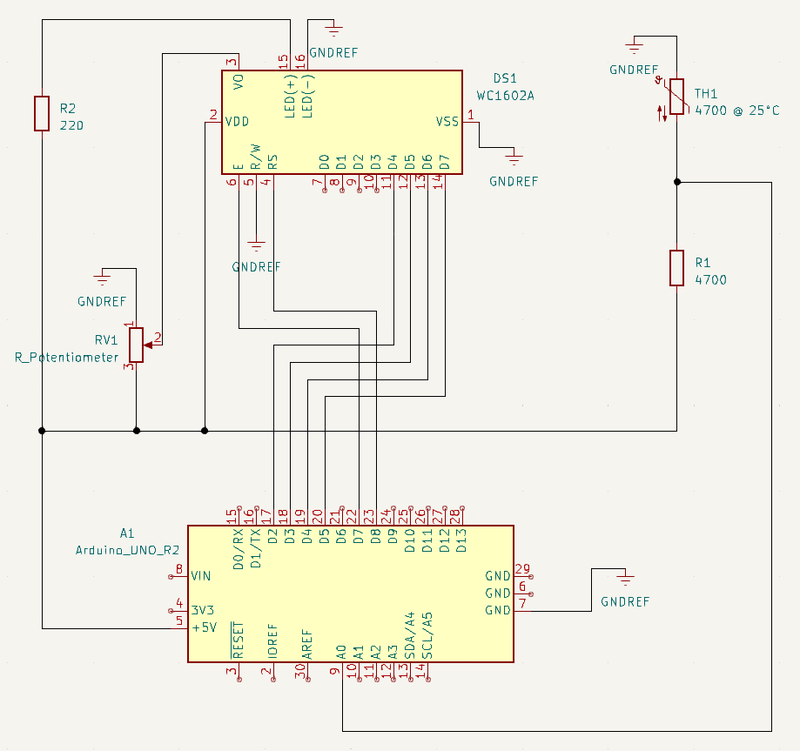 15
16
GNDREF
3
VO
LED(+)
LED(-)
DS1
WC1602A
GNDREF
TH1
4700 @ 25°C
R2
220
2
VDD
VSS
1
E
R/W
RS
D0
D1
D2
D3
D4
D5
D6
D7
6
5
4
7
8
9
10
11
12
13
14
GNDREF
GNDREF
R1
4700
GNDREF
1
RV1
2
R_Potentiometer
3
A1
Arduino_UNO_R2
15
16
17
18
19
20
21
22
23
24
25
26
27
28
D0/RX
D1/TX
D2
D3
D4
D5
D6
D7
D8
D9
D10
D11
D12
D13
8
VIN
GND
29
GND
6
4
3V3
GND
7
GNDREF
5
+5V
RESET
IOREF
AREF
A0
A1
A2
A3
SDA/A4
SCL/A5
3
2
30
9
10
11
12
13
14